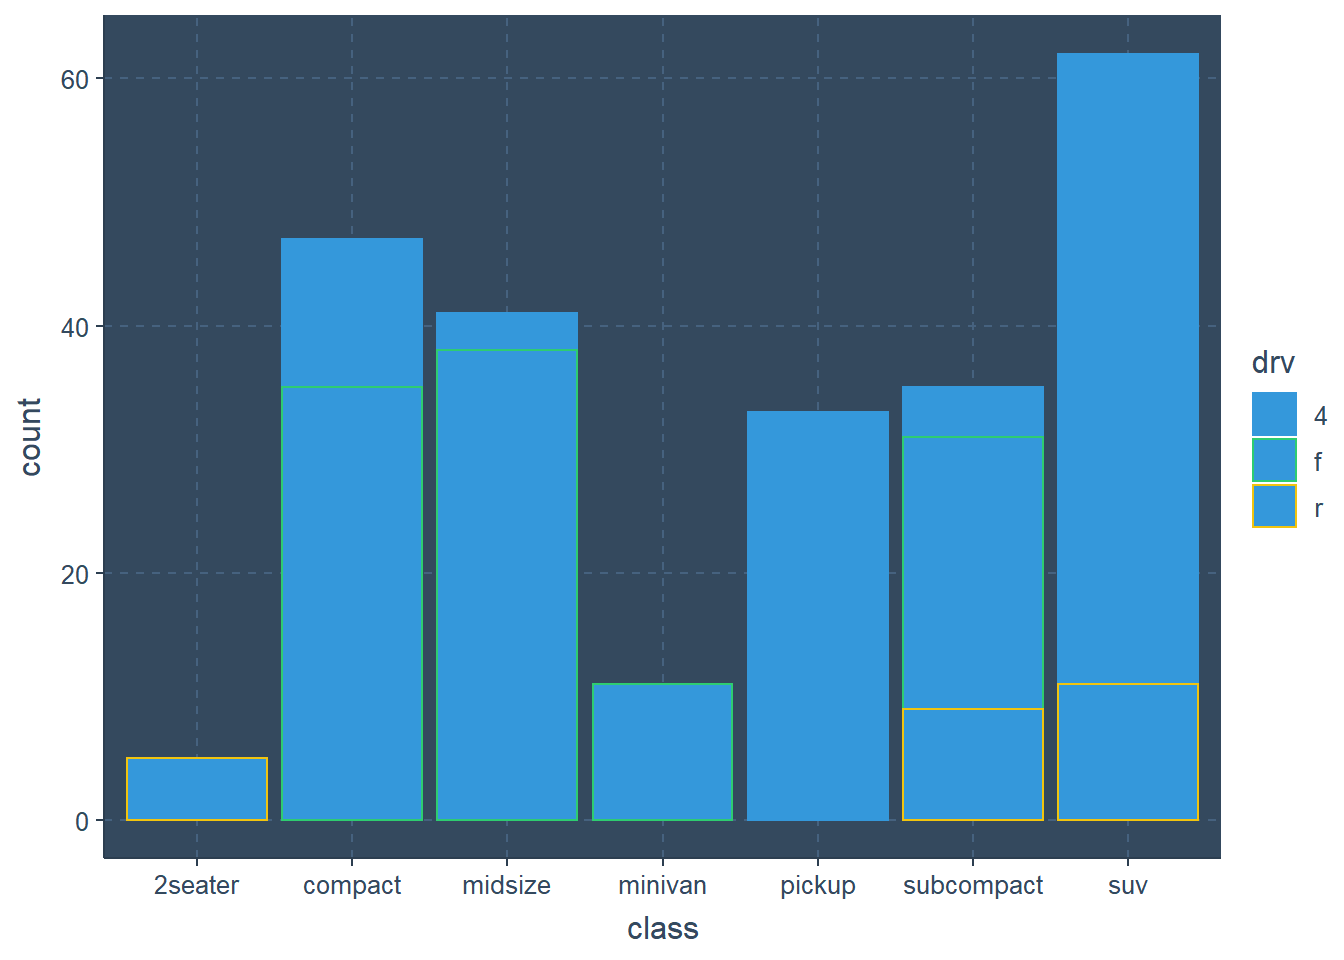 60
40
20
0
count
2seater
compact
midsize
minivan
pickup
subcompact
suv
class
drv
4
f
r